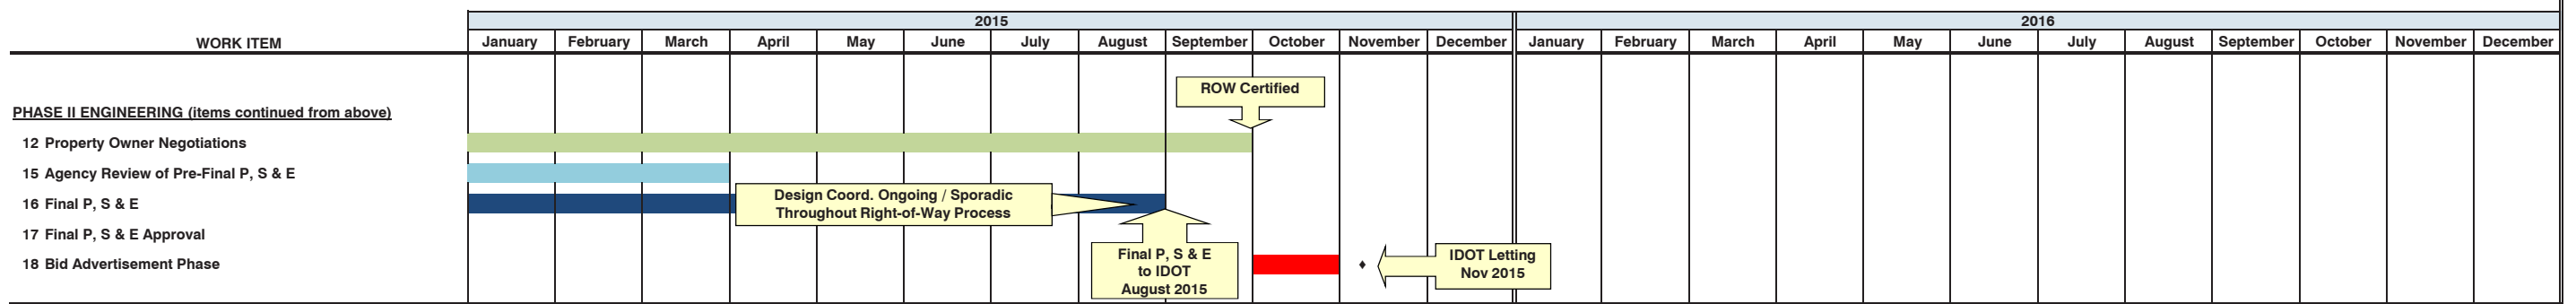 2015 2016
WORK ITEM January February March April May June July August September October November December January February March April May June July August September October November December
ROW Certified
PHASE II ENGINEERING (items continued from above)
12 Property Owner Negotiations
15 Agency Review of Pre-Final P, S & E
Design Coord. Ongoing / Sporadic
Throughout Right-of-Way Process
16 Final P, S & E
17 Final P, S & E Approval
Final P, S & E
to IDOT
August 2015
18 Bid Advertisement Phase
IDOT Letting
Nov 2015